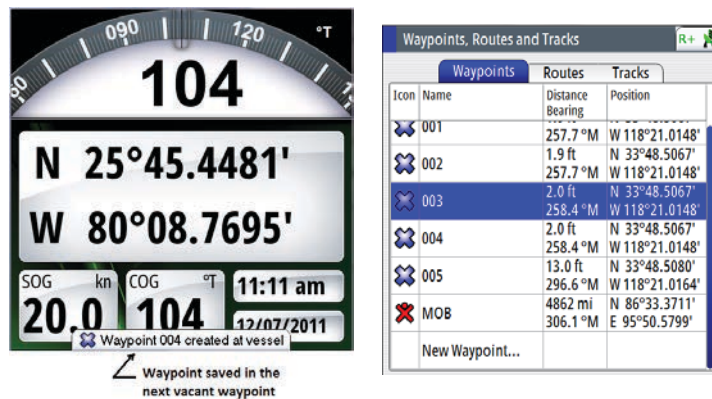 090 120 °T
60
104
N 25°45.4481'
W 80°08.7695'
SOG kn COG °T 11:11 am
20.0 104 12/07/2011
Waypoint 004 created at vessel
Waypoint saved in the
next vacant waypoint
Waypoints, Routes and Tracks R+
Waypoints Routes Tracks
Icon Name Distance Position
Bearing
001 257.7 °M W 118°21.0148'
1.9 ft N 33°48.5067'
002
257.7 °M W 118°21.0148'
2.0 ft N 33°48.5067'
003
258.4 °M W 118°21.0148'
2.0 ft N 33°48.5067'
004
258.4 °M W 118°21.0148'
13.0 ft N 33°48.5080'
005
296.6 °M W 118°21.0164'
4862 mi N 86°33.3711'
MOB
306.1 °M E 95°50.5799'
New Waypoint...